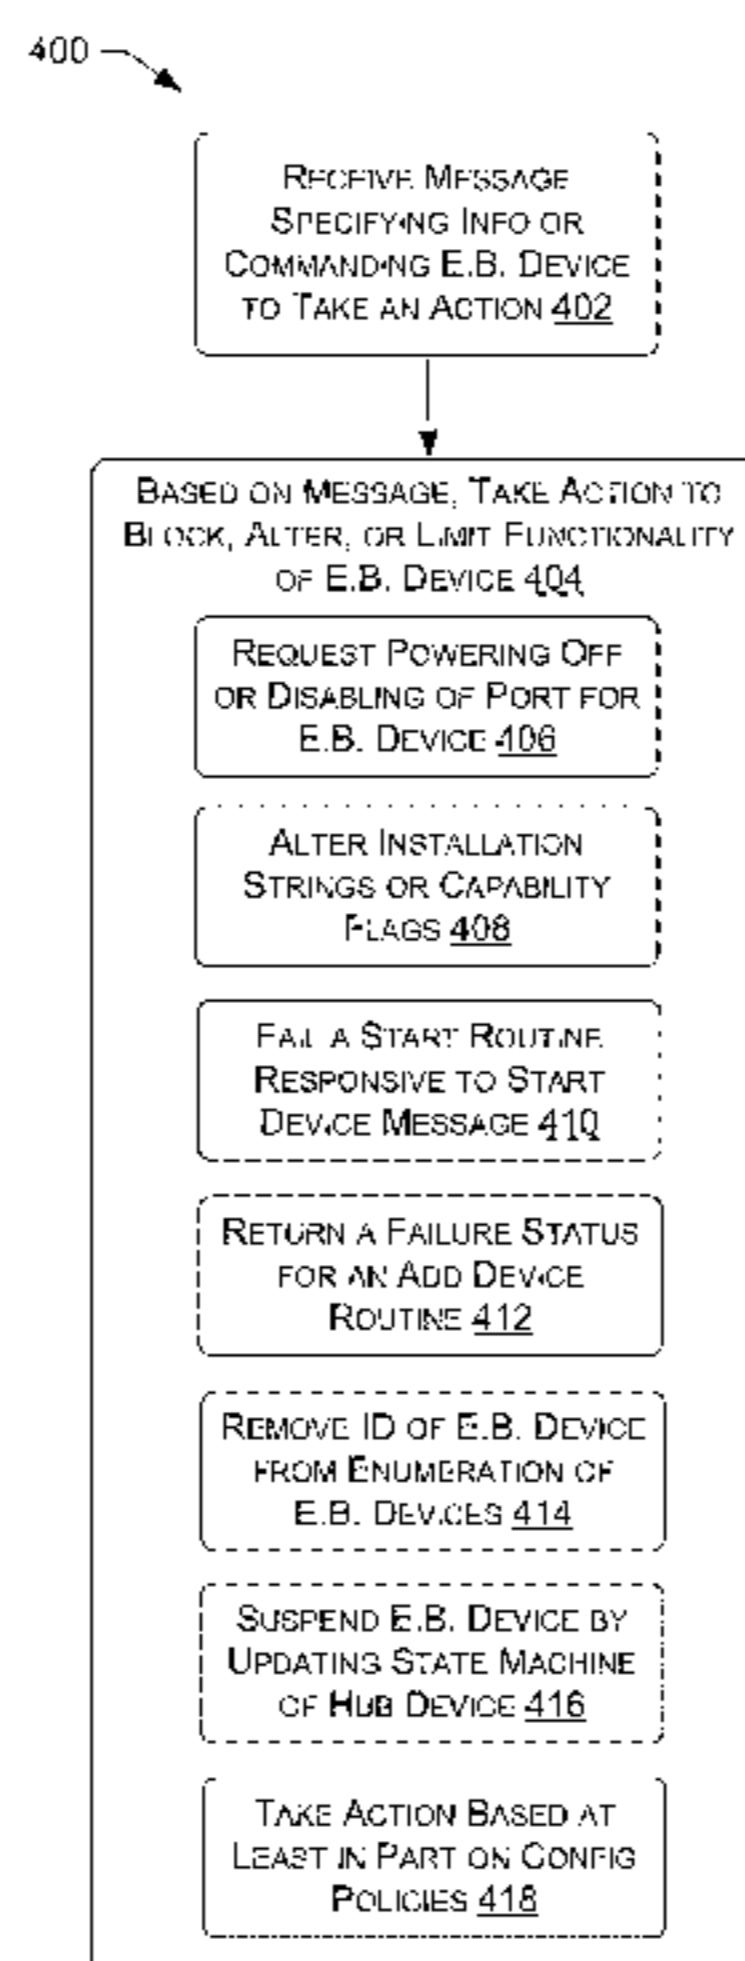 400
RECEIVE MESSAGE
SPECIFYING INFO OR
COMMANDING E.B. DEVICE
TO TAKE AN ACTION 402
BASED ON MESSAGE, TAKE ACTION TO
BLOCK, ALTER, OR LIMIT FUNCTIONALITY
OF E.B. DEVICE 404
REQUEST POWERING OFF
OR DISABLING OF PORT FOR
E.B. DEVICE 406
ALTER INSTALLATION
STRINGS OR CAPABILITY
FLAGS 408
FAIL A START ROUTINE
RESPONSIVE TO START
DEVICE MESSAGE 410
RETURN A FAILURE STATUS
FOR AN ADD DEVICE
ROUTINE 412
REMOVE ID OF E.B. DEVICE
FROM ENUMERATION OF
E.B. DEVICES 414
SUSPEND E.B. DEVICE BY
UPDATING STATE MACHINE
OF HUB DEVICE 416
TAKE ACTION BASED AT
LEAST IN PART ON CONFIG
POLICIES 418